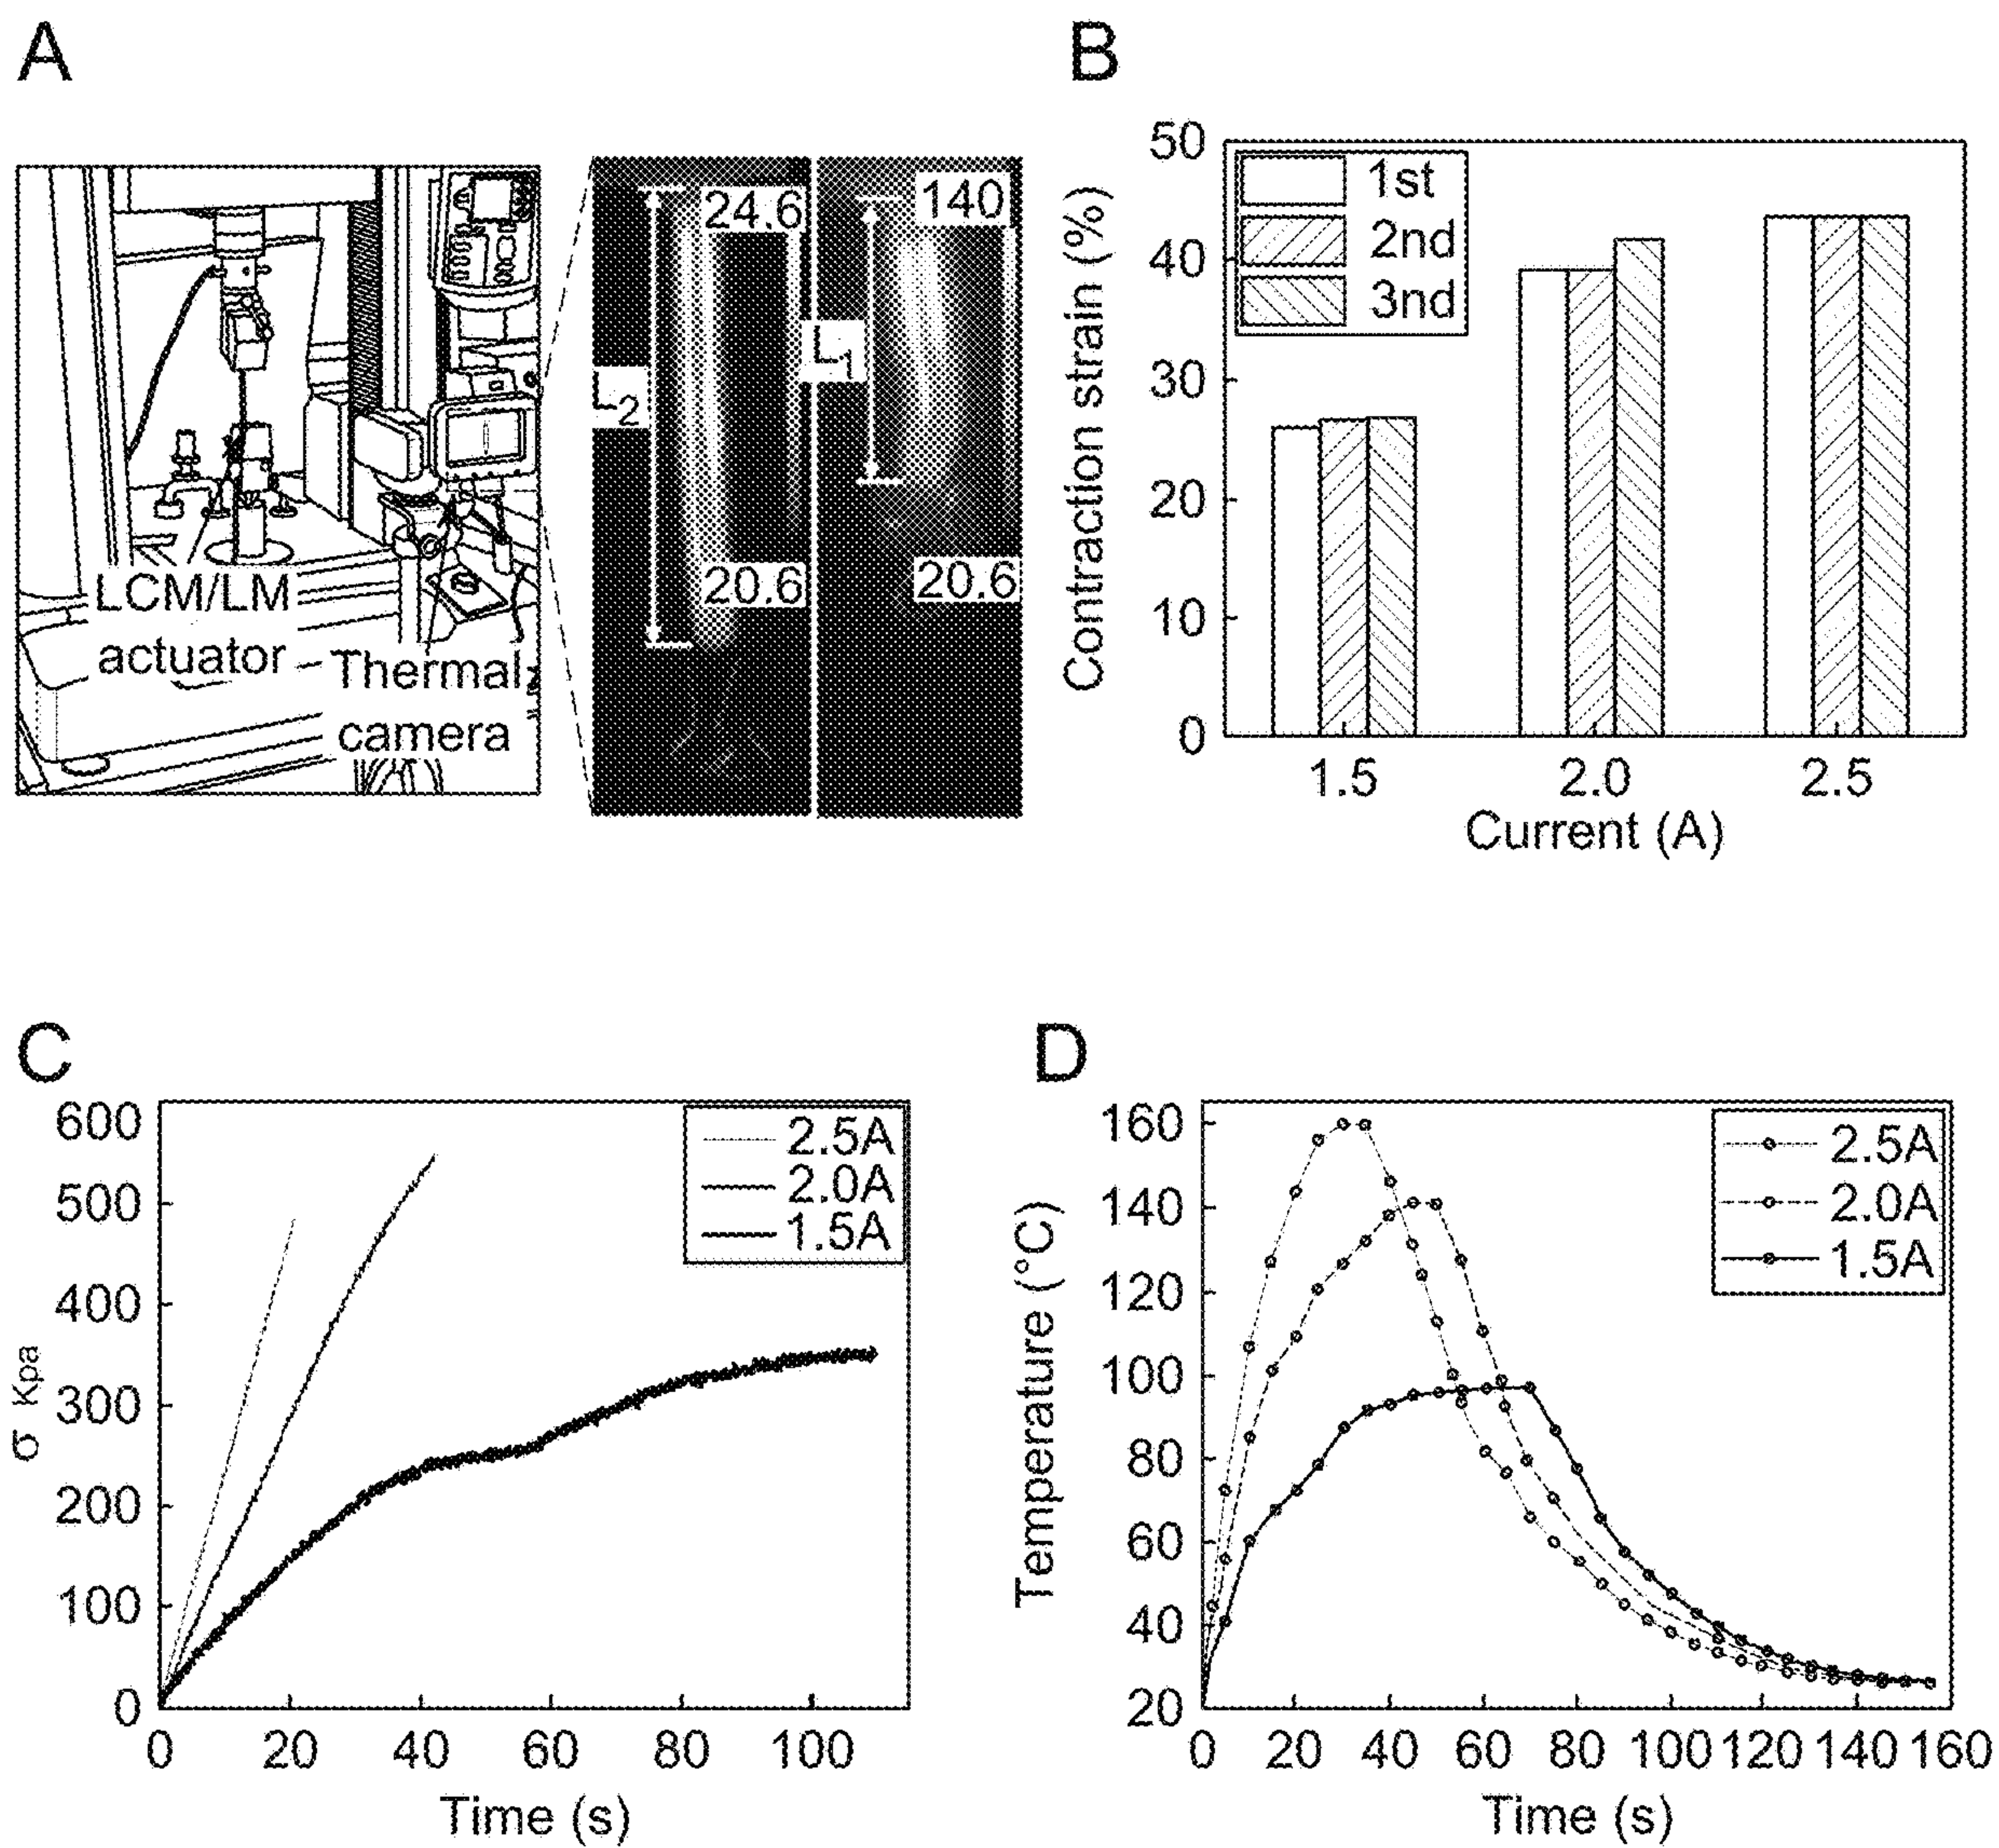 A
24.6
140
L2
L1
20.6
20.6
LCM/LM
actuator
Thermal
camera
B
Contraction strain (%)
50
40
30
20
10
0
1st
2nd
3nd
1.5 2.0 2.5
Current (A)
C
σ Kpa
600
500
400
300
200
100
0
2.5A
2.0A
1.5A
0 20 40 60 80 100
Time (s)
D
Temperature (°C)
160
140
120
100
80
60
40
20
2.5A
2.0A
1.5A
0 20 40 60 80 100 120 140 160
Time (s)